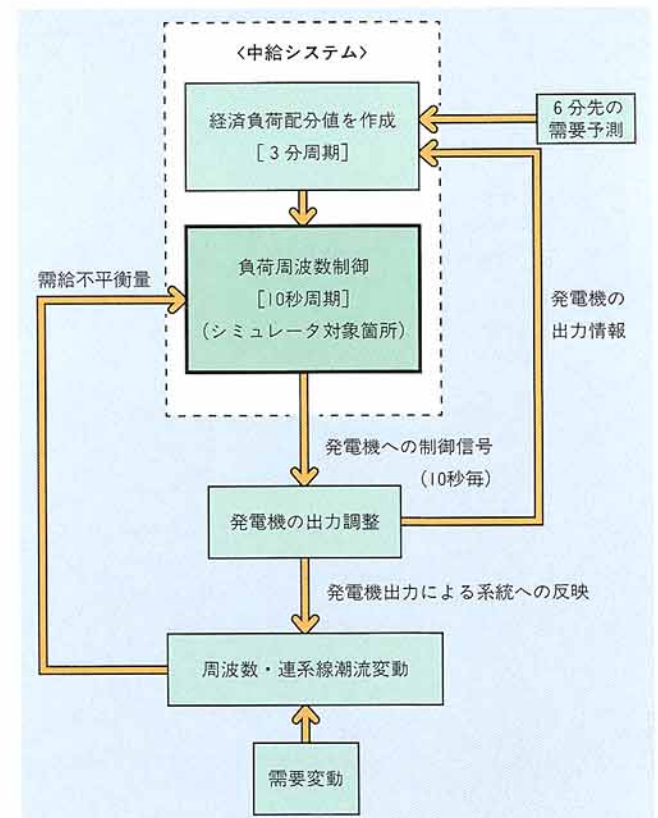 〈中給システム〉
経済負荷配分値を作成
[3分周期]
6分先の
需要予測
負荷周波数制御
[10秒周期]
(シミュレータ対象箇所)
需給不平衡量
発電機の
出力情報
発電機への制御信号
(10秒毎)
発電機の出力調整
発電機出力による系統への反映
周波数・連系線潮流変動
需要変動